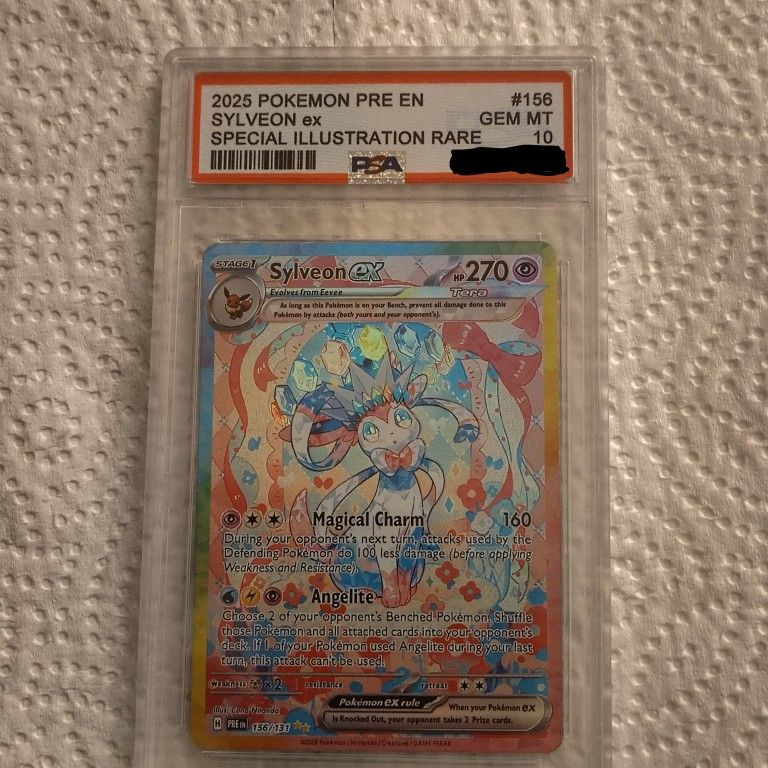 2025 POKEMON PRE EN #156
SYLVEON ex GEM MT
SPECIAL ILLUSTRATION RARE 10
PSA
STAGE 1 Sylveon ex HP 270
Evolves from Eevee Tera
As long as this Pokémon is on your Bench, prevent all damage done to this
Pokémon by attacks (both yours and your opponent's).
Magical Charm 160
During your opponent's next turn, attacks used by the
Defending Pokémon do 100 less damage (before applying
Weakness and Resistance).
Angelite
Choose 2 of your opponent's Benched Pokémon. Shuffle
those Pokémon and all attached cards into your opponent's
deck. If 1 of your Pokémon used Angelite during your last
turn, this attack can't be used.
weakness ×2 resistance retreat
Pokémon ex rule When your Pokémon ex
is Knocked Out, your opponent takes 2 Prize cards.
Illus.
H PRE EN 156/131
©2025 Pokémon / Nintendo / Creatures / GAME FREAK